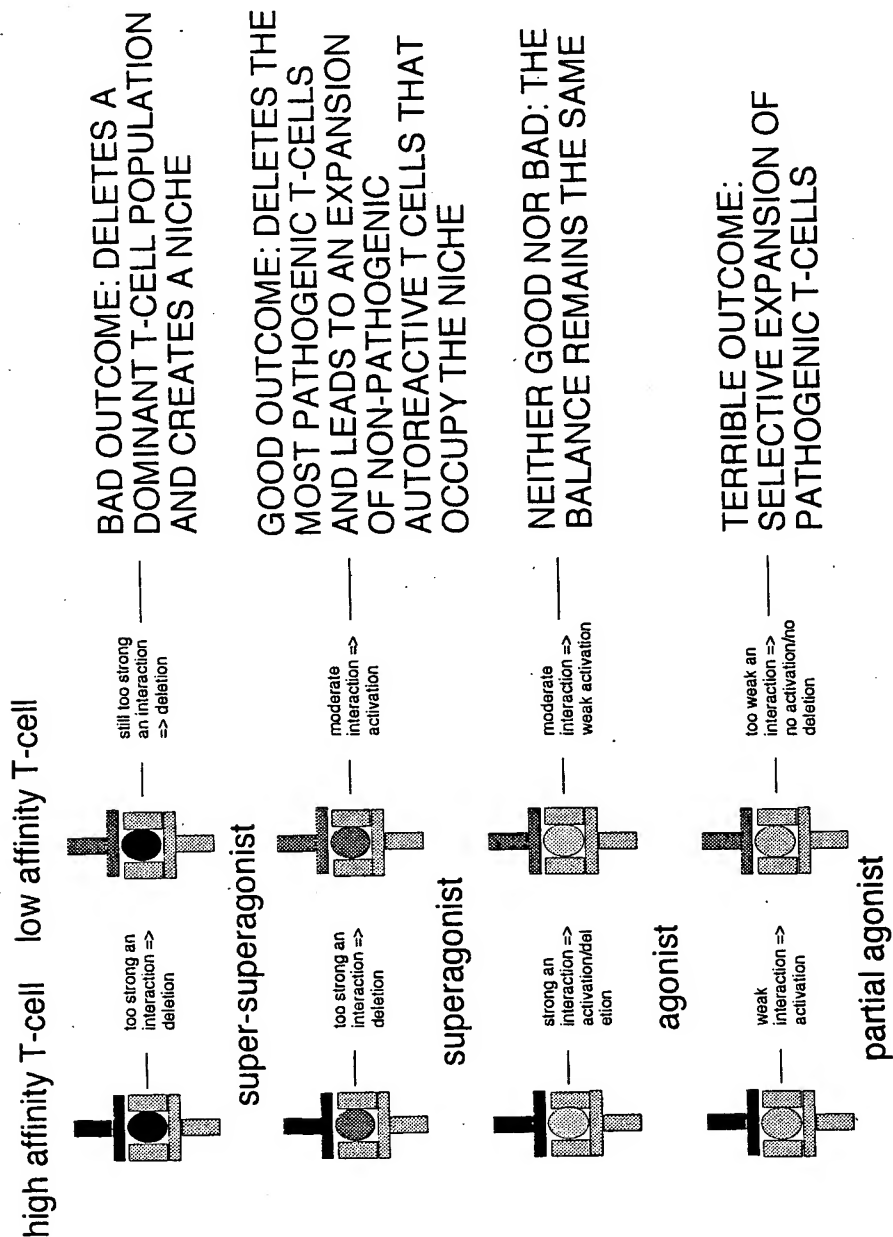 high affinity T-cell low affinity T-cell
too strong an
interaction =>
deletion
still too strong
an interaction
=> deletion
BAD OUTCOME: DELETES A
DOMINANT T-CELL POPULATION
AND CREATES A NICHE
super-superagonist
too strong an
interaction =>
deletion
moderate
interaction =>
activation
GOOD OUTCOME: DELETES THE
MOST PATHOGENIC T-CELLS
AND LEADS TO AN EXPANSION
OF NON-PATHOGENIC
AUTOREACTIVE T CELLS THAT
OCCUPY THE NICHE
superagonist
strong an
interaction =>
activation/del
etion
moderate
interaction =>
weak activation
NEITHER GOOD NOR BAD: THE
BALANCE REMAINS THE SAME
agonist
weak
interaction =>
activation
too weak an
interaction =>
no activation/no
deletion
TERRIBLE OUTCOME:
SELECTIVE EXPANSION OF
PATHOGENIC T-CELLS
partial agonist